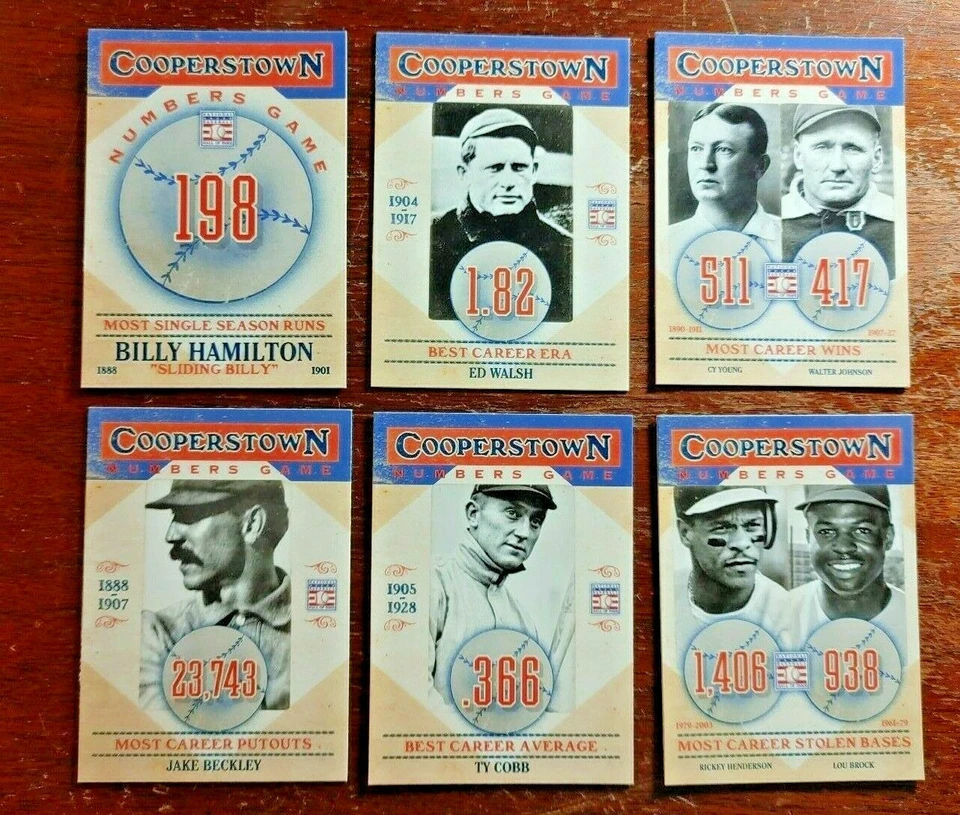 COOPERSTOWN
NUMBERS GAME
198
MOST SINGLE SEASON RUNS
BILLY HAMILTON
1888 "SLIDING BILLY" 1901
COOPERSTOWN
NUMBERS GAME
1904
-
1917
1.82
BEST CAREER ERA
ED WALSH
COOPERSTOWN
NUMBERS GAME
511 417
1890-1911 1907-27
MOST CAREER WINS
CY YOUNG WALTER JOHNSON
COOPERSTOWN
NUMBERS GAME
1888
-
1907
23,743
MOST CAREER PUTOUTS
JAKE BECKLEY
COOPERSTOWN
NUMBERS GAME
1905
-
1928
.366
BEST CAREER AVERAGE
TY COBB
COOPERSTOWN
NUMBERS GAME
1,406 938
1979-2003 1961-79
MOST CAREER STOLEN BASES
RICKEY HENDERSON LOU BROCK